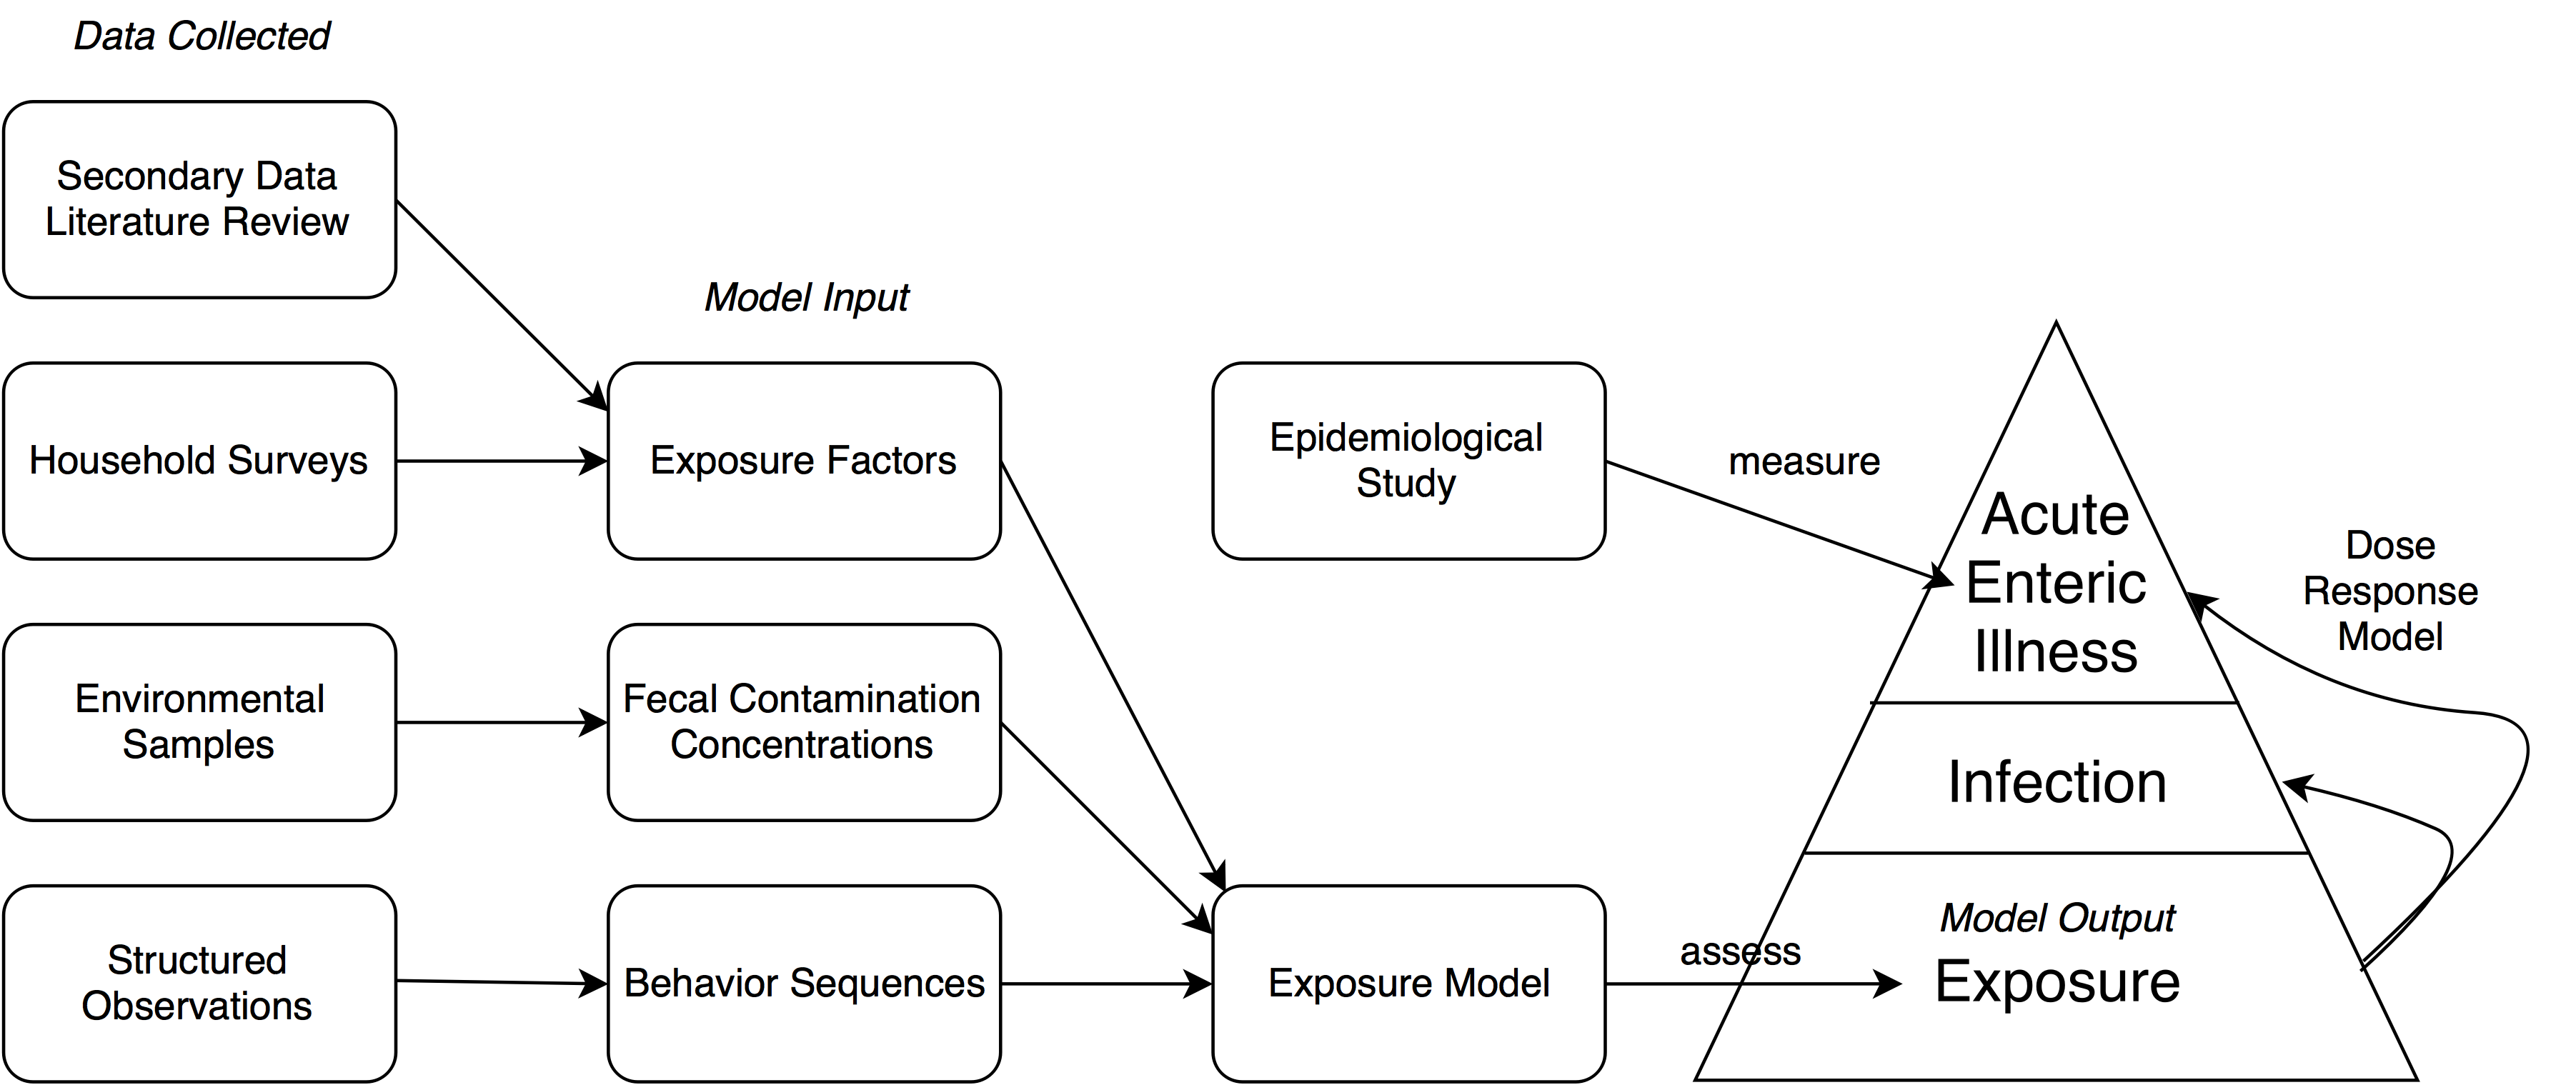 Data Collected
Secondary Data
Literature Review
Household Surveys
Environmental
Samples
Structured
Observations
Model Input
Exposure Factors
Fecal Contamination
Concentrations
Behavior Sequences
Epidemiological
Study
Exposure Model
measure
assess
Acute
Enteric
Illness
Infection
Model Output
Exposure
Dose
Response
Model